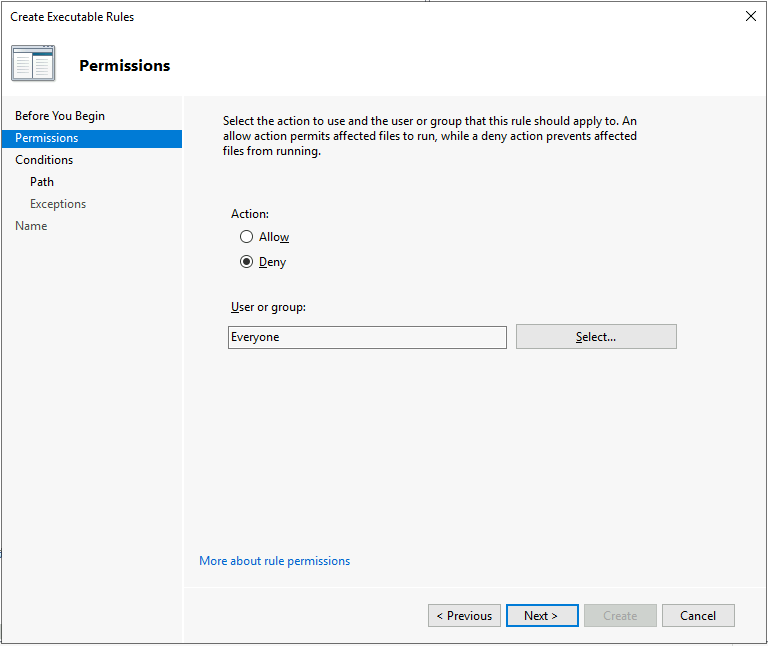 Create Executable Rules
Permissions
Before You Begin
Permissions
Conditions
Path
Exceptions
Name
Select the action to use and the user or group that this rule should apply to. An
allow action permits affected files to run, while a deny action prevents affected
files from running.
Action:
Allow
Deny
User or group:
Everyone
Select...
More about rule permissions
< Previous
Next >
Create
Cancel